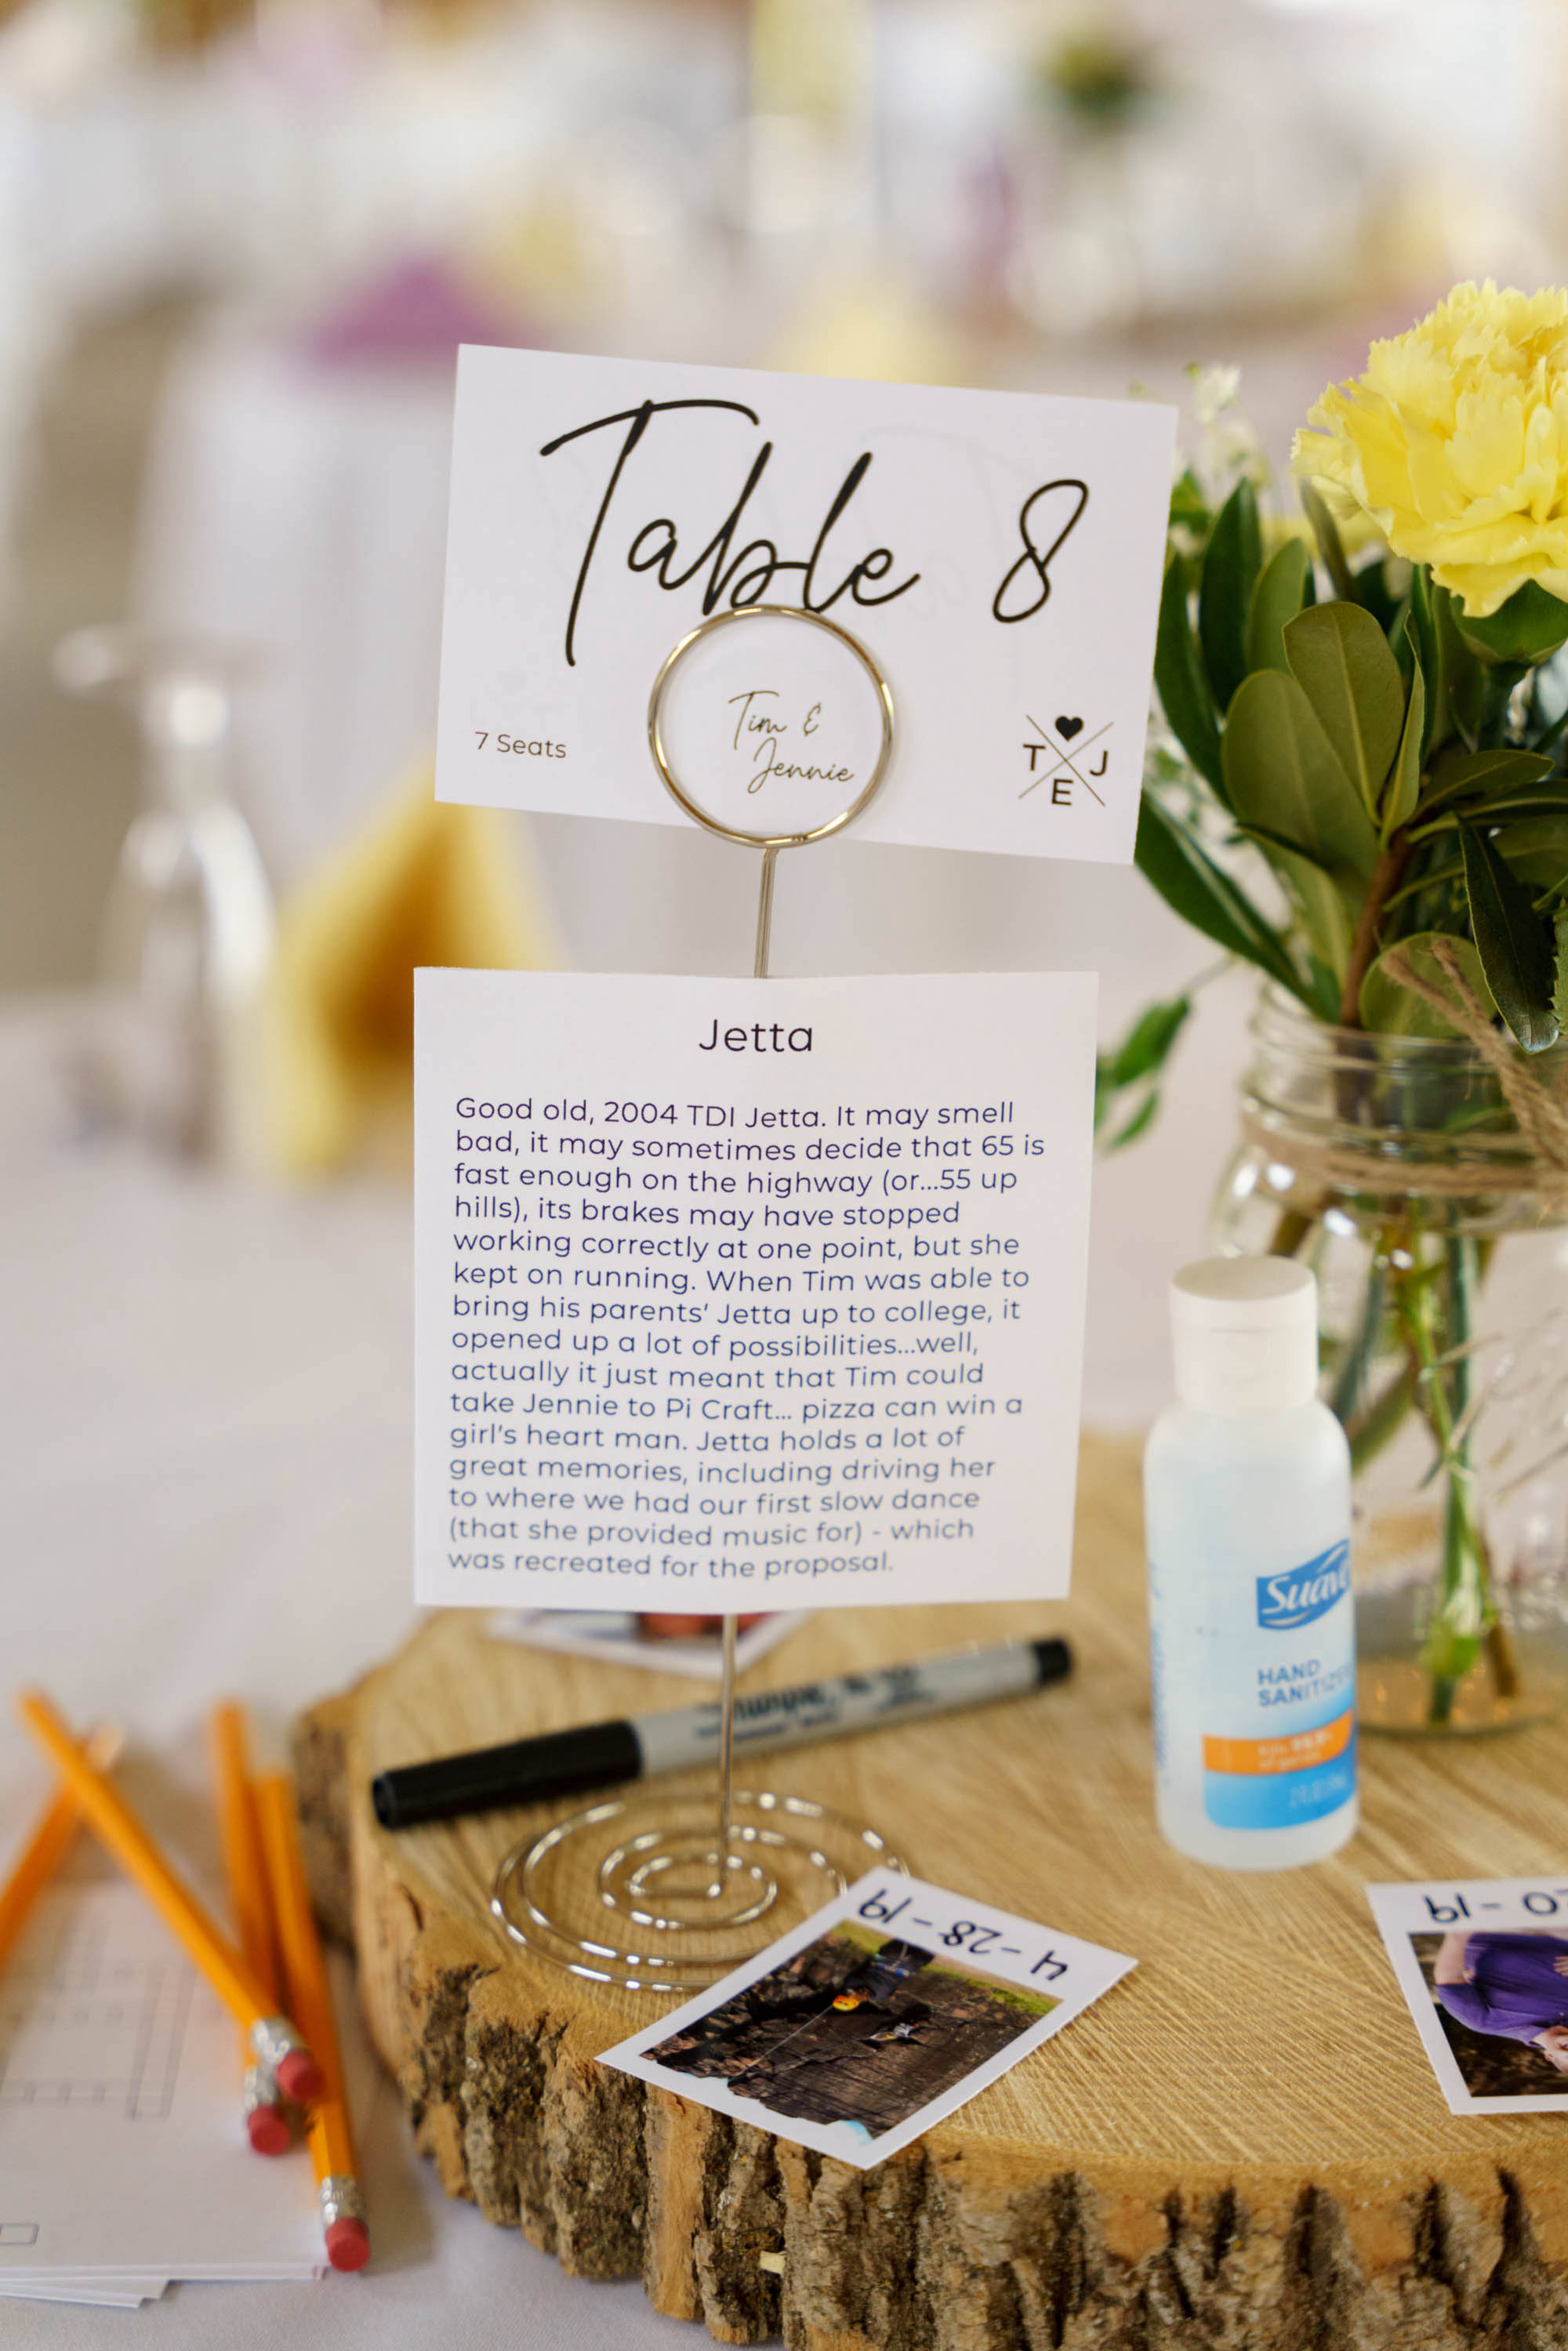 Table 8
Tim &
Jennie
7 Seats
T J
E
Jetta
Good old, 2004 TDI Jetta. It may smell
bad, it may sometimes decide that 65 is
fast enough on the highway (or...55 up
hills), its brakes may have stopped
working correctly at one point, but she
kept on running. When Tim was able to
bring his parents' Jetta up to college, it
opened up a lot of possibilities...well,
actually it just meant that Tim could
take Jennie to Pi Craft... pizza can win a
girl's heart man. Jetta holds a lot of
great memories, including driving her
to where we had our first slow dance
(that she provided music for) - which
was recreated for the proposal.
Suave
HAND
SANITIZER
4-28-19